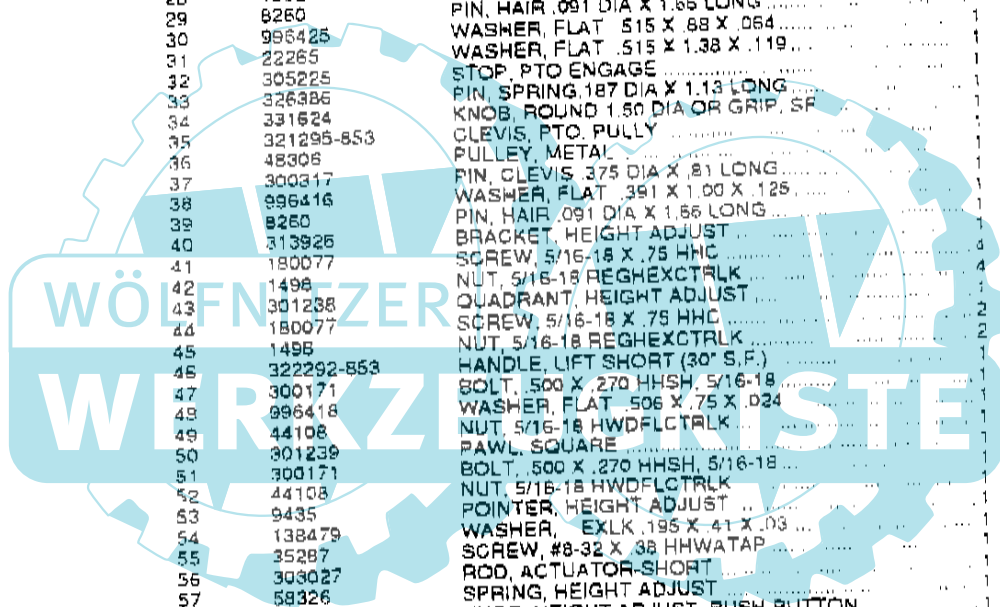 29 8260 PIN, HAIR .091 DIA X 1.66 LONG 1
30 996425 WASHER, FLAT .515 X .88 X .064 1
31 22265 WASHER, FLAT .515 X 1.38 X .119 1
32 305225 STOP, PTO ENGAGE 1
33 326386 PIN, SPRING .187 DIA X 1.13 LONG 1
34 331624 KNOB, ROUND 1.50 DIA OR GRIP, SF 1
35 321295-853 CLEVIS, PTO. PULLY 1
36 48306 PULLEY, METAL 1
37 300317 PIN, CLEVIS .375 DIA X .81 LONG 1
38 996416 WASHER, FLAT .391 X 1.00 X .125 1
39 8260 PIN, HAIR .091 DIA X 1.66 LONG 1
40 313926 BRACKET, HEIGHT ADJUST 1
41 180077 SCREW, 5/16-18 X .75 HHC 4
42 1498 NUT, 5/16-18 REGHEXCTRLK 4
43 301238 QUADRANT, HEIGHT ADJUST 1
44 180077 SCREW, 5/16-18 X .75 HHC 2
45 1498 NUT, 5/16-18 REGHEXCTRLK 2
46 322292-853 HANDLE, LIFT SHORT (30" S.F.) 1
47 300171 BOLT, .500 X .270 HHSH, 5/16-18 1
48 996418 WASHER, FLAT .506 X .75 X .024 1
49 44108 NUT, 5/16-18 HWDFLCTRLK 1
50 301239 PAWL, SQUARE 1
51 300171 BOLT, .500 X .270 HHSH, 5/16-18 1
52 44108 NUT, 5/16-18 HWDFLCTRLK 1
53 9435 POINTER, HEIGHT ADJUST 1
54 138479 WASHER, EXLK .195 X .41 X .03 1
55 35287 SCREW, #8-32 X .38 HHWATAP 1
56 303027 ROD, ACTUATOR-SHORT 1
57 58326 SPRING, HEIGHT ADJUST 1
WÖLFNITZER
WERKZEUGKISTE